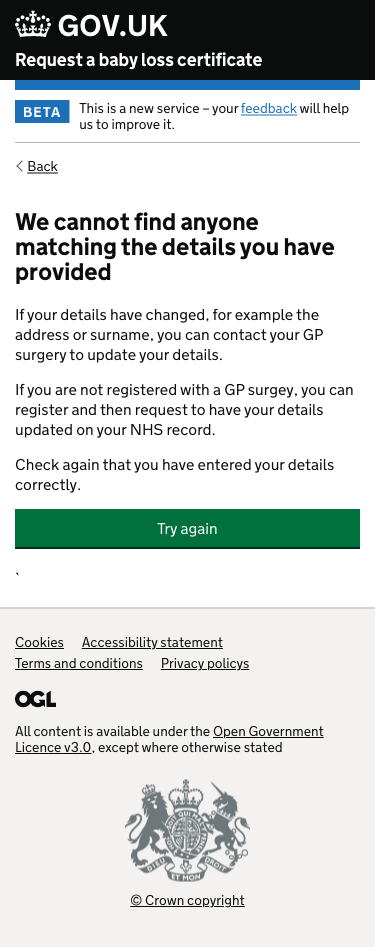 GOV.UK
Request a baby loss certificate
BETA
This is a new service – your feedback will help
us to improve it.
Back
We cannot find anyone
matching the details you have
provided
If your details have changed, for example the
address or surname, you can contact your GP
surgery to update your details.
If you are not registered with a GP surgey, you can
register and then request to have your details
updated on your NHS record.
Check again that you have entered your details
correctly.
Try again
`
Cookies Accessibility statement
Terms and conditions Privacy policys
OGL
All content is available under the Open Government
Licence v3.0, except where otherwise stated
DIEU ET MON DROIT
© Crown copyright